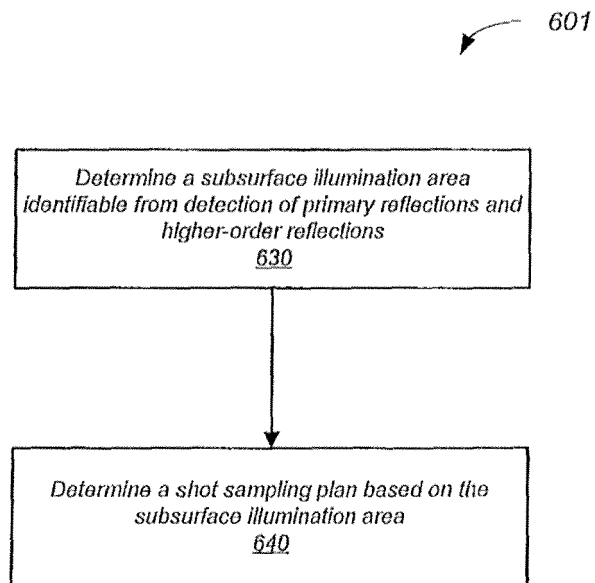 601
Determine a subsurface illumination area
identifiable from detection of primary reflections and
higher-order reflections
630
Determine a shot sampling plan based on the
subsurface illumination area
640